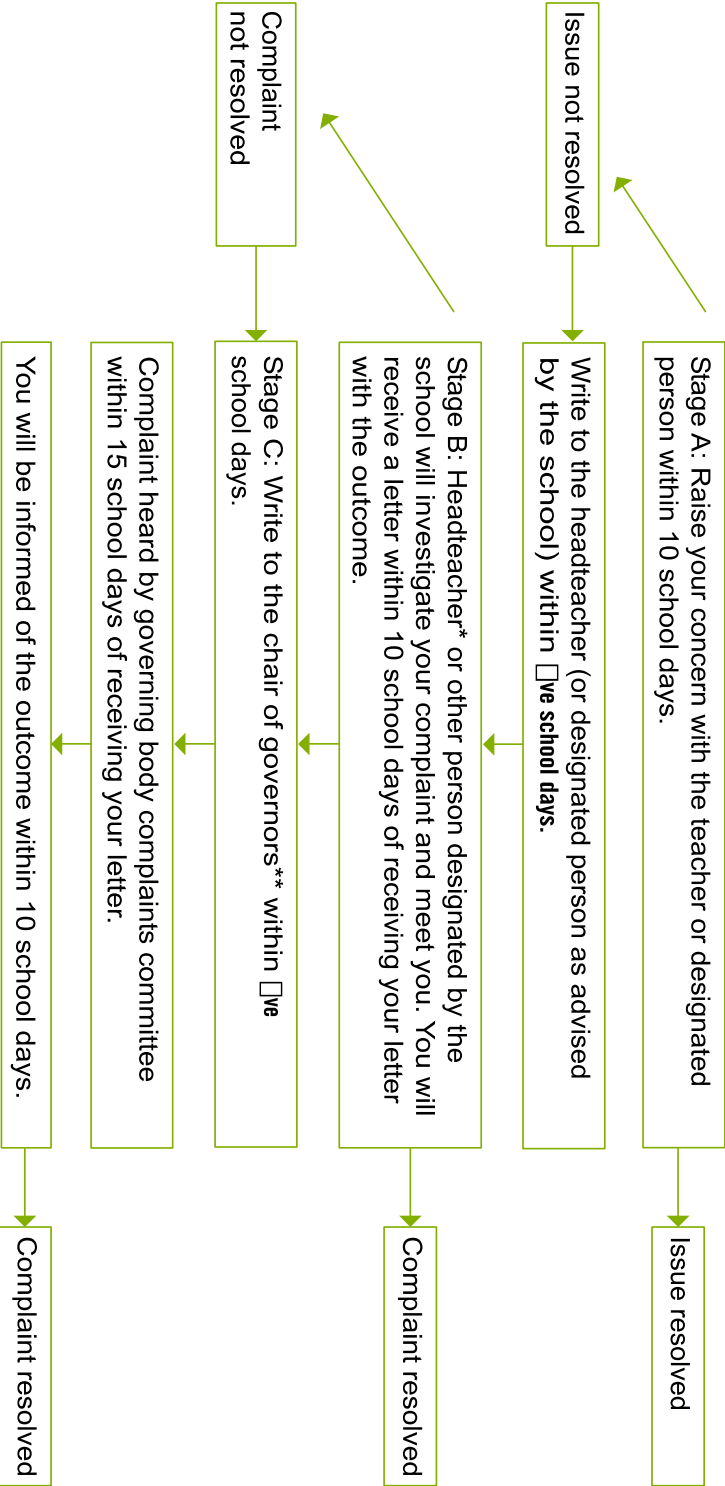 Stage A: Raise your concern with the teacher or designated
person within 10 school days.
Issue resolved
Issue not resolved
Write to the headteacher (or designated person as advised
by the school) within □ve school days.
Stage B: Headteacher* or other person designated by the
school will investigate your complaint and meet you. You will
receive a letter within 10 school days of receiving your letter
with the outcome.
Complaint resolved
Complaint
not resolved
Stage C: Write to the chair of governors** within □ve
school days.
Complaint heard by governing body complaints committee
within 15 school days of receiving your letter.
You will be informed of the outcome within 10 school days.
Complaint resolved